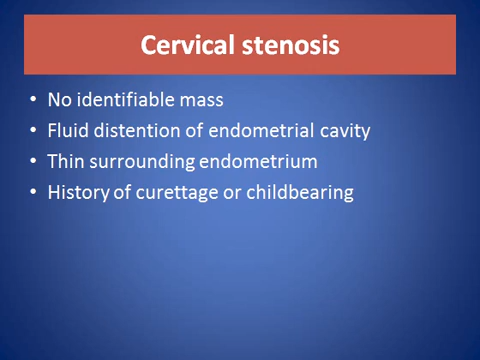 Cervical stenosis
• No identifiable mass
• Fluid distention of endometrial cavity
• Thin surrounding endometrium
• History of curettage or childbearing